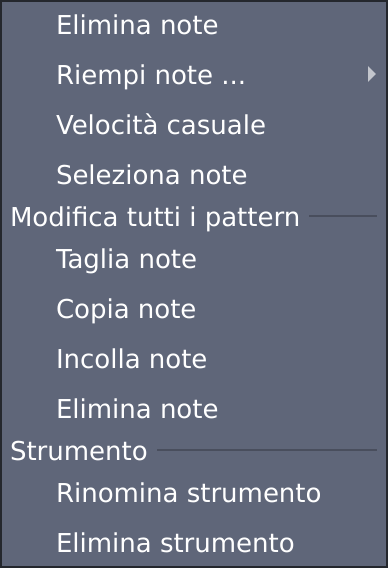 Elimina note
Riempi note ...
Velocità casuale
Seleziona note
Modifica tutti i pattern
Taglia note
Copia note
Incolla note
Elimina note
Strumento
Rinomina strumento
Elimina strumento